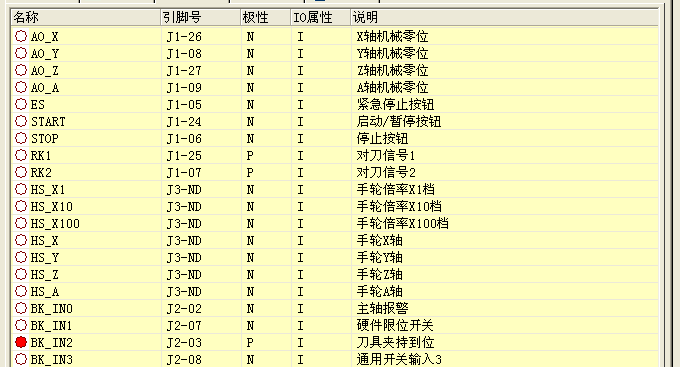 名称 引脚号 极性 IO属性 说明
AO_X J1-26 N I X轴机械零位
AO_Y J1-08 N I Y轴机械零位
AO_Z J1-27 N I Z轴机械零位
AO_A J1-09 N I A轴机械零位
ES J1-05 N I 紧急停止按钮
START J1-24 N I 启动/暂停按钮
STOP J1-06 N I 停止按钮
RK1 J1-25 P I 对刀信号1
RK2 J1-07 P I 对刀信号2
HS_X1 J3-ND N I 手轮倍率X1档
HS_X10 J3-ND N I 手轮倍率X10档
HS_X100 J3-ND N I 手轮倍率X100档
HS_X J3-ND N I 手轮X轴
HS_Y J3-ND N I 手轮Y轴
HS_Z J3-ND N I 手轮Z轴
HS_A J3-ND N I 手轮A轴
BK_IN0 J2-02 N I 主轴报警
BK_IN1 J2-07 N I 硬件限位开关
BK_IN2 J2-03 P I 刀具夹持到位
BK_IN3 J2-08 N I 通用开关输入3